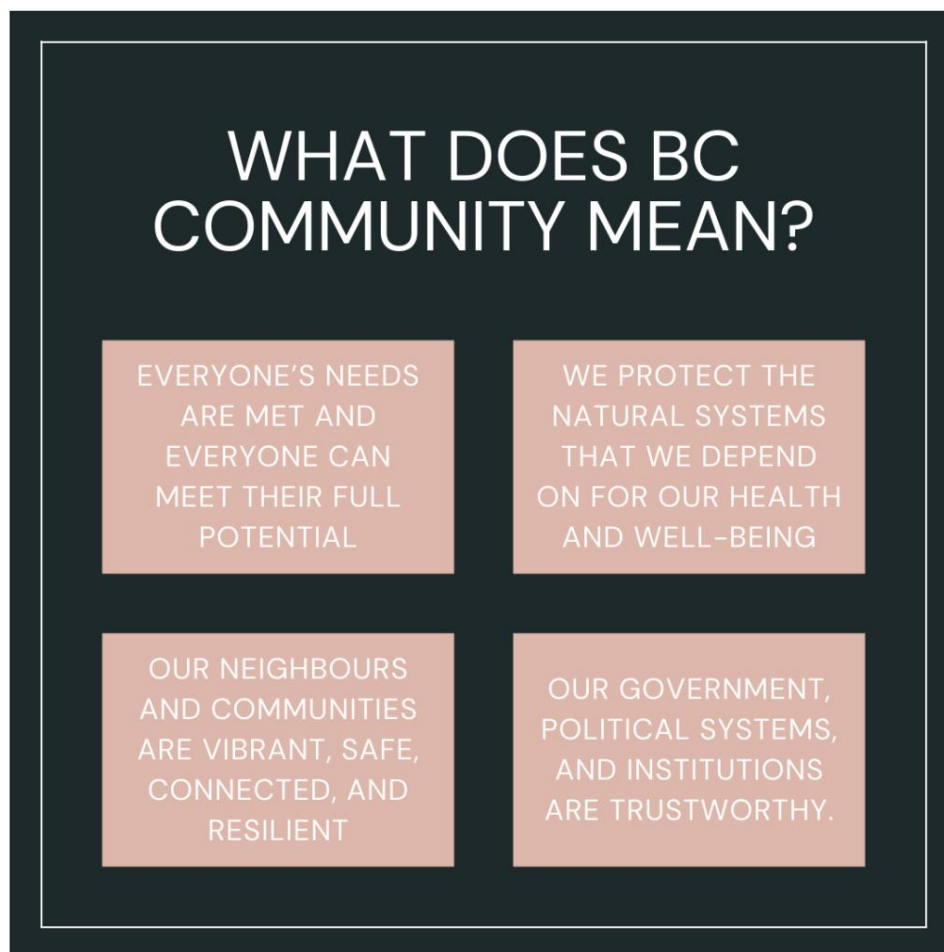 WHAT DOES BC
COMMUNITY MEAN?
EVERYONE'S NEEDS
ARE MET AND
EVERYONE CAN
MEET THEIR FULL
POTENTIAL
WE PROTECT THE
NATURAL SYSTEMS
THAT WE DEPEND
ON FOR OUR HEALTH
AND WELL-BEING
OUR NEIGHBOURS
AND COMMUNITIES
ARE VIBRANT, SAFE,
CONNECTED, AND
RESILIENT
OUR GOVERNMENT,
POLITICAL SYSTEMS,
AND INSTITUTIONS
ARE TRUSTWORTHY.